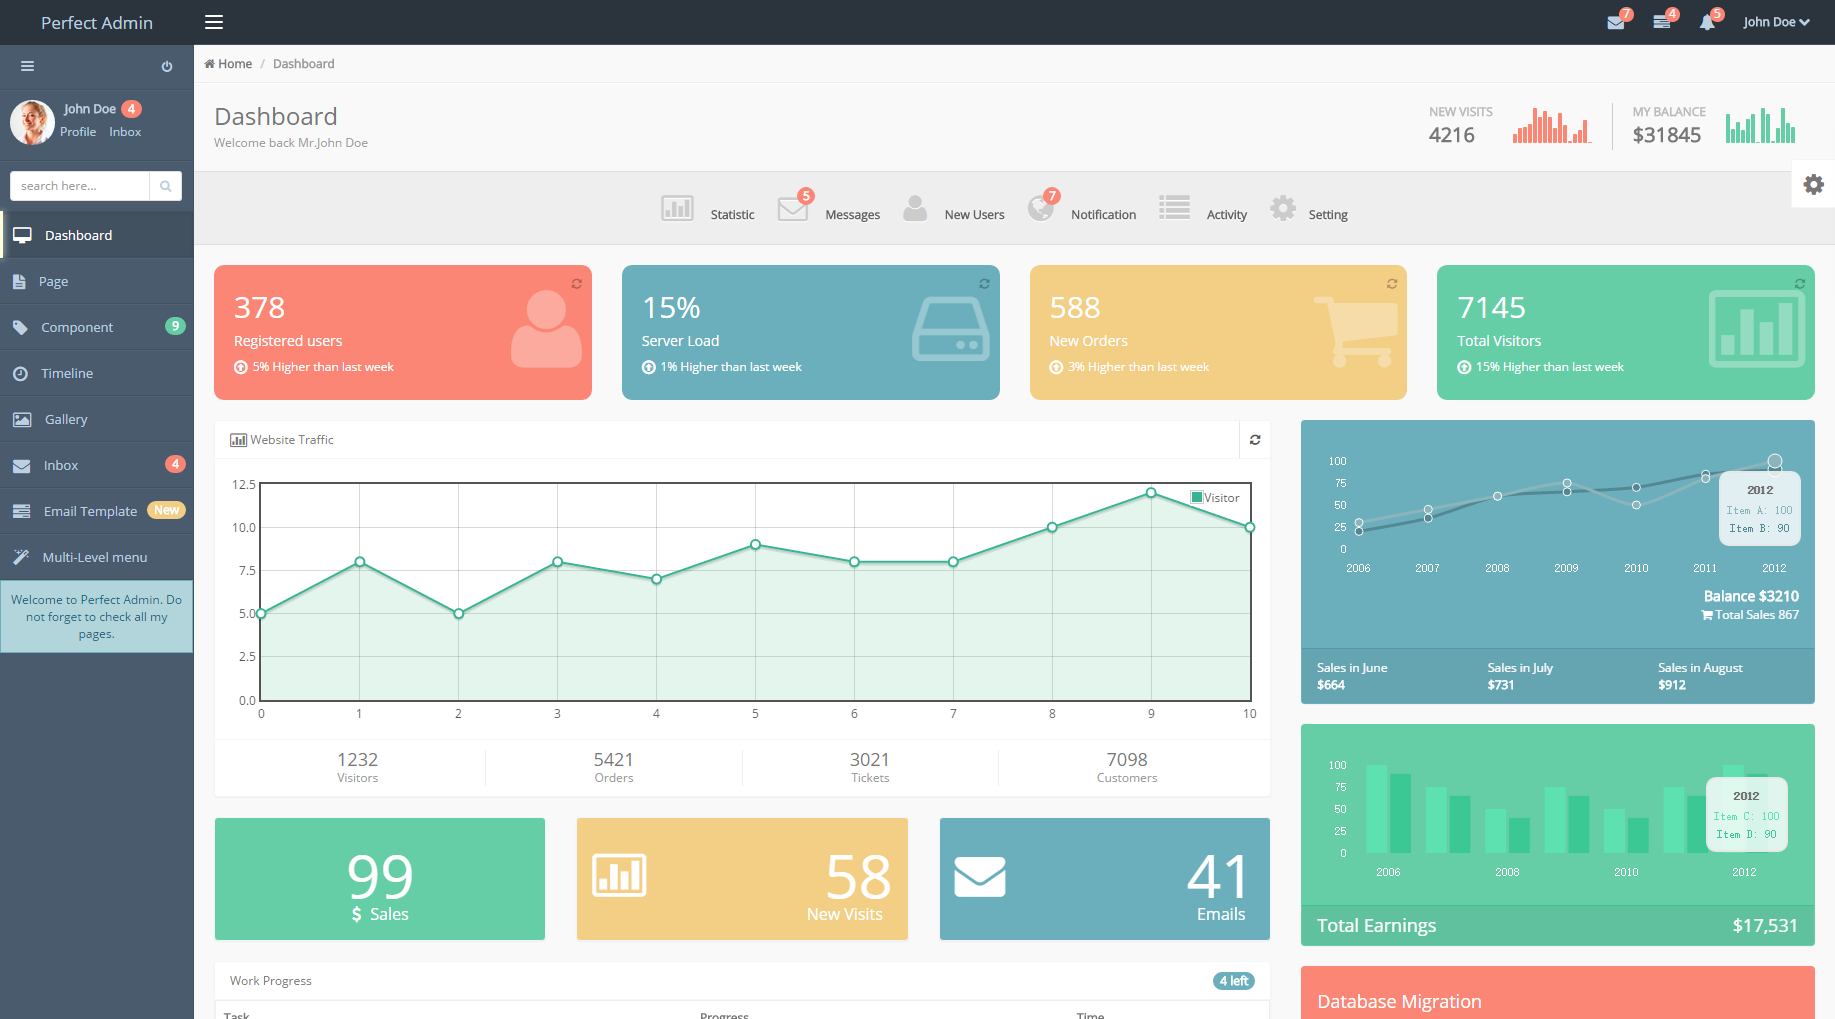 Perfect Admin
7
4
5
John Doe
John Doe 4
Profile Inbox
search here...
Dashboard
Page
Component 9
Timeline
Gallery
Inbox 4
Email Template New
Multi-Level menu
Welcome to Perfect Admin. Do
not forget to check all my
pages.
Home / Dashboard
Dashboard
Welcome back Mr.John Doe
NEW VISITS
4216
MY BALANCE
$31845
Statistic
5
Messages
New Users
7
Notification
Activity
Setting
378
Registered users
5% Higher than last week
15%
Server Load
1% Higher than last week
588
New Orders
3% Higher than last week
7145
Total Visitors
15% Higher than last week
Website Traffic
Visitor
12.5
10.0
7.5
5.0
2.5
0.0
0 1 2 3 4 5 6 7 8 9 10
1232
Visitors
5421
Orders
3021
Tickets
7098
Customers
99
$ Sales
58
New Visits
41
Emails
Work Progress
4 left
Task Progress Time
100
75
50
25
0
2006 2007 2008 2009 2010 2011 2012
2012
Item A: 100
Item B: 90
Balance $3210
Total Sales 867
Sales in June
$664
Sales in July
$731
Sales in August
$912
100
75
50
25
0
2006 2008 2010 2012
2012
Item C: 100
Item D: 90
Total Earnings $17,531
Database Migration